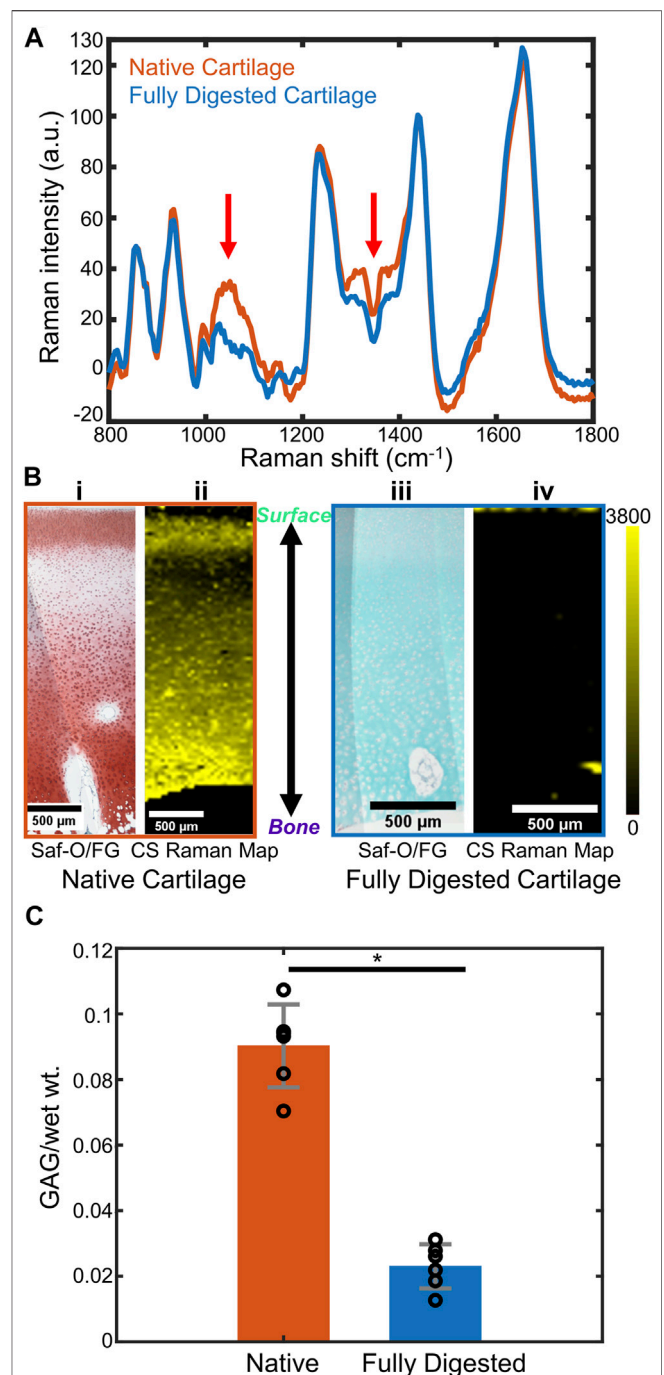 A
Native Cartilage
Fully Digested Cartilage
Raman intensity (a.u.)
130
120
100
80
60
40
20
0
-20
800 1000 1200 1400 1600 1800
Raman shift (cm⁻¹)
B
i ii iii iv
Surface
Bone
3800
0
500 µm 500 µm 500 µm 500 µm
Saf-O/FG CS Raman Map Saf-O/FG CS Raman Map
Native Cartilage Fully Digested Cartilage
C
GAG/wet wt.
0.12
0.1
0.08
0.06
0.04
0.02
0
*
Native Fully Digested